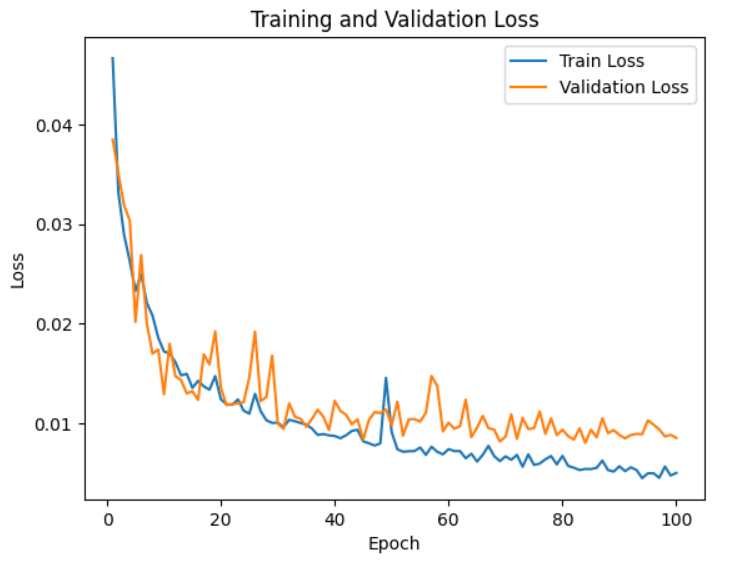 Training and Validation Loss
Train Loss
Validation Loss
0.04
0.03
0.02
0.01
Loss
0 20 40 60 80 100
Epoch